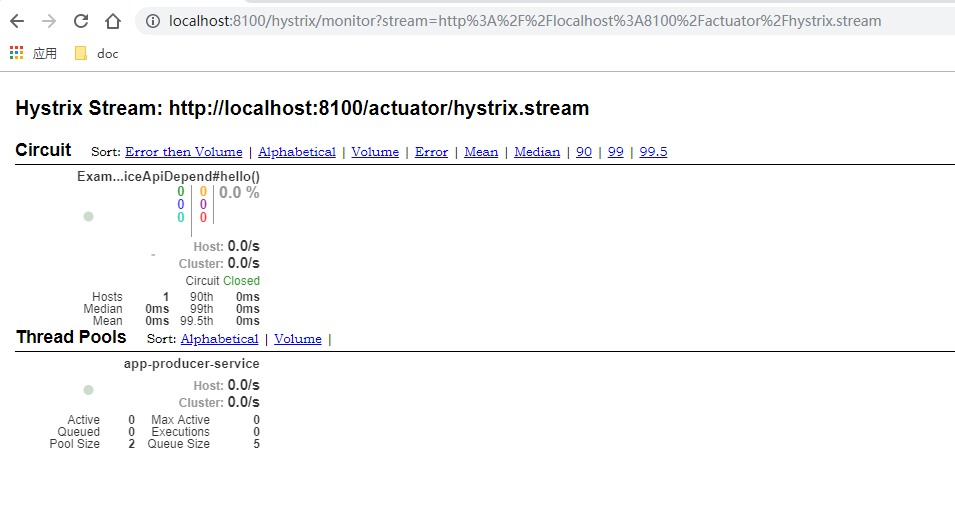 localhost:8100/hystrix/monitor?stream=http%3A%2F%2Flocalhost%3A8100%2Factuator%2Fhystrix.stream
应用 doc
Hystrix Stream: http://localhost:8100/actuator/hystrix.stream
Circuit Sort: Error then Volume | Alphabetical | Volume | Error | Mean | Median | 90 | 99 | 99.5
Exam...iceApiDepend#hello()
0 0 0.0 %
0 0
0 0
Host: 0.0/s
Cluster: 0.0/s
Circuit Closed
Hosts 1 90th 0ms
Median 0ms 99th 0ms
Mean 0ms 99.5th 0ms
Thread Pools Sort: Alphabetical | Volume |
app-producer-service
Host: 0.0/s
Cluster: 0.0/s
Active 0 Max Active 0
Queued 0 Executions 0
Pool Size 2 Queue Size 5